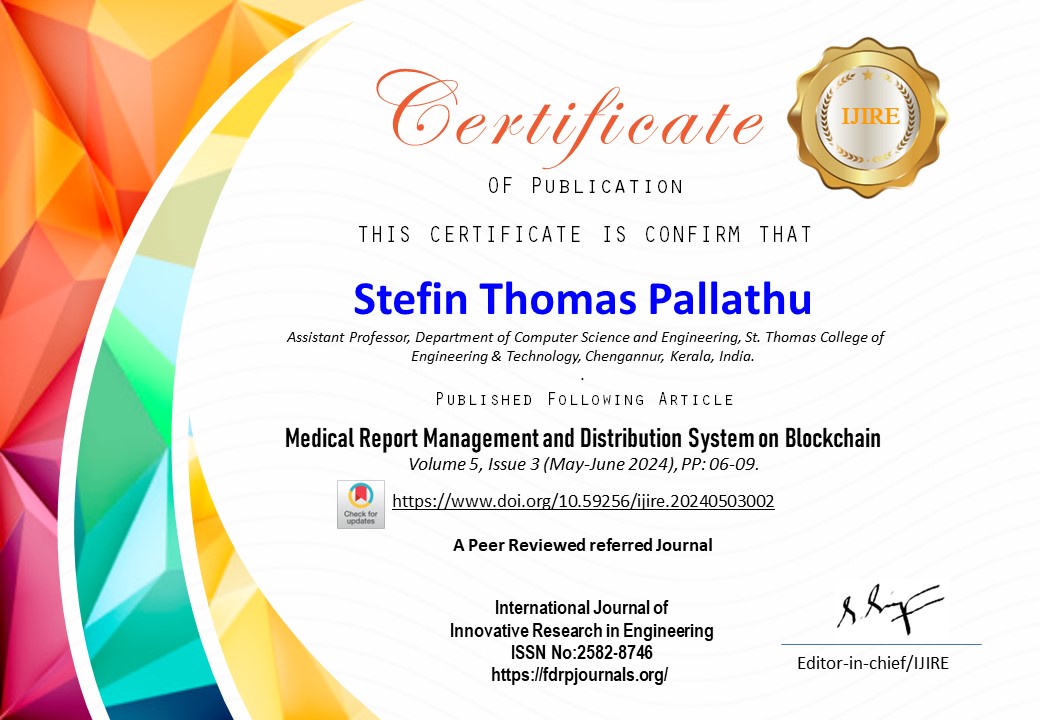 Certificate
IJIRE
OF PUBLICATION
THIS CERTIFICATE IS CONFIRM THAT
Stefin Thomas Pallathu
Assistant Professor, Department of Computer Science and Engineering, St. Thomas College of
Engineering & Technology, Chengannur, Kerala, India.
.
PUBLISHED FOLLOWING ARTICLE
Medical Report Management and Distribution System on Blockchain
Volume 5, Issue 3 (May-June 2024), PP: 06-09.
Check for
updates
https://www.doi.org/10.59256/ijire.20240503002
A Peer Reviewed referred Journal
International Journal of
Innovative Research in Engineering
ISSN No:2582-8746
https://fdrpjournals.org/
Editor-in-chief/IJIRE